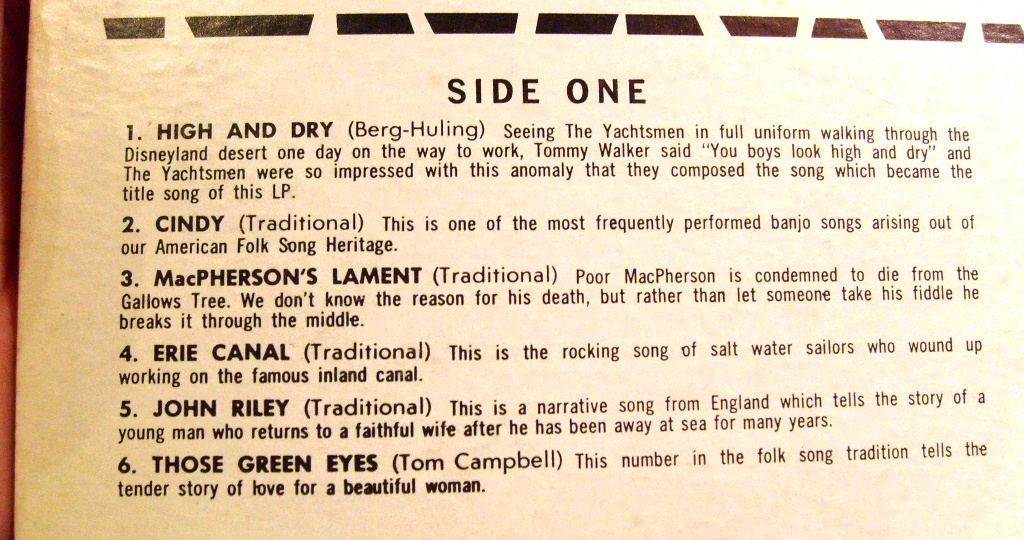 SIDE ONE
1. HIGH AND DRY (Berg-Huling) Seeing The Yachtsmen in full uniform walking through the
Disneyland desert one day on the way to work, Tommy Walker said "You boys look high and dry" and
The Yachtsmen were so impressed with this anomaly that they composed the song which became the
title song of this LP.
2. CINDY (Traditional) This is one of the most frequently performed banjo songs arising out of
our American Folk Song Heritage.
3. MacPHERSON'S LAMENT (Traditional) Poor MacPherson is condemned to die from the
Gallows Tree. We don't know the reason for his death, but rather than let someone take his fiddle he
breaks it through the middle.
4. ERIE CANAL (Traditional) This is the rocking song of salt water sailors who wound up
working on the famous inland canal.
5. JOHN RILEY (Traditional) This is a narrative song from England which tells the story of a
young man who returns to a faithful wife after he has been away at sea for many years.
6. THOSE GREEN EYES (Tom Campbell) This number in the folk song tradition tells the
tender story of love for a beautiful woman.